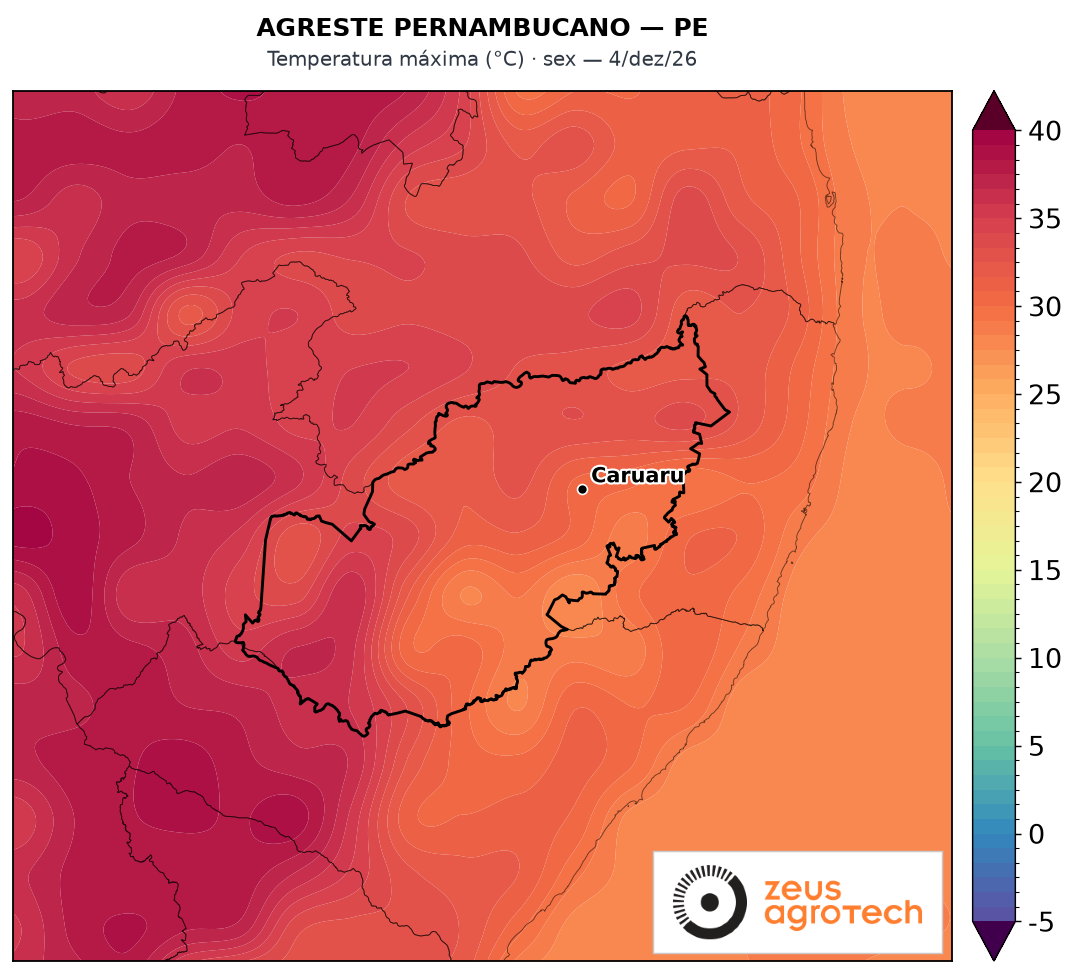 AGRESTE PERNAMBUCANO — PE
Temperatura máxima (°C) · sex — 4/dez/26
40
35
30
25
20
15
10
5
0
-5
Caruaru
zeus
agrotech